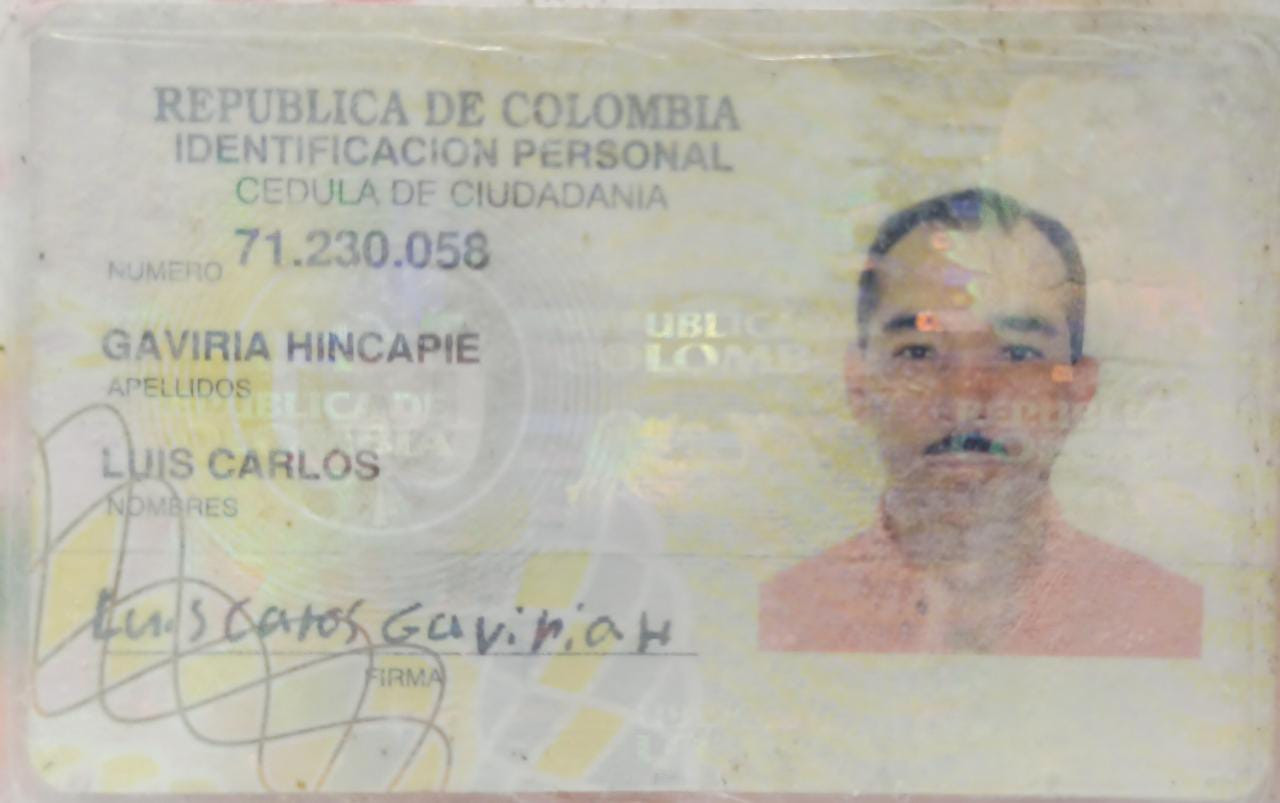 REPUBLICA DE COLOMBIA
IDENTIFICACION PERSONAL
CEDULA DE CIUDADANIA
NUMERO 71.230.058
GAVIRIA HINCAPIE
APELLIDOS
LUIS CARLOS
NOMBRES
Luis Carlos Gaviria H
FIRMA